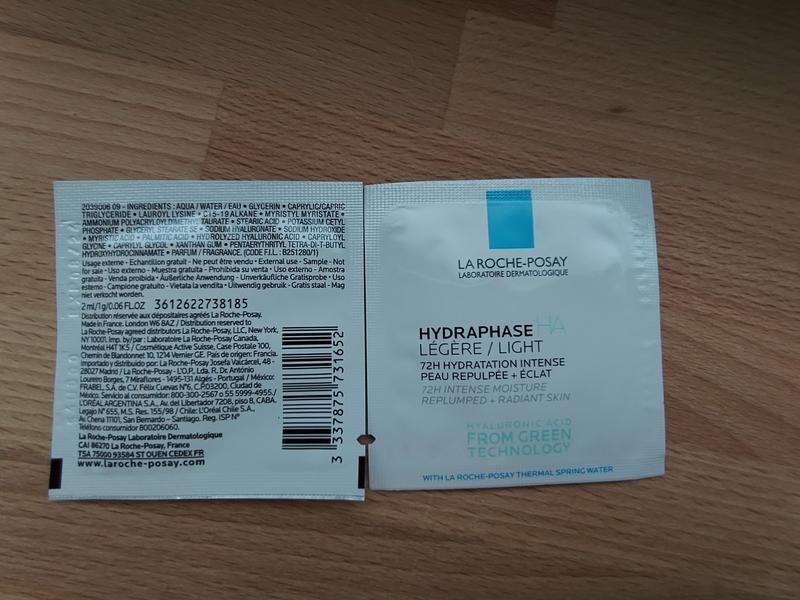 2039006 09 - INGREDIENTS : AQUA / WATER / EAU • GLYCERIN • CAPRYLIC/CAPRIC
TRIGLYCERIDE • LAUROYL LYSINE • C15-19 ALKANE • MYRISTYL MYRISTATE •
AMMONIUM POLYACRYLOYLDIMETHYL TAURATE • STEARIC ACID • POTASSIUM CETYL
PHOSPHATE • GLYCERYL STEARATE SE • SODIUM HYALURONATE • SODIUM HYDROXIDE
• MYRISTIC ACID • PALMITIC ACID • HYDROLYZED HYALURONIC ACID • CAPRYLOYL
GLYCINE • CAPRYLYL GLYCOL • XANTHAN GUM • PENTAERYTHRITYL TETRA-DI-T-BUTYL
HYDROXYHYDROCINNAMATE • PARFUM / FRAGRANCE. (CODE F.I.L. : B251280/1)
Usage externe - Echantillon gratuit - Ne peut être vendu • External use - Sample - Not
for sale • Uso externo - Muestra gratuita - Prohibida su venta • Uso externo - Amostra
gratuita - Venda proibida • Äußerliche Anwendung - Unverkäufliche Gratisprobe • Uso
esterno - Campione gratuito - Vietata la vendita • Uitwendig gebruik - Gratis staal - Mag
niet verkocht worden.
2 ml/1g/0.06 FL.OZ 3612622738185
Distribution réservée aux dépositaires agréés La Roche-Posay.
Made in France. London W6 8AZ / Distribution reserved to
La Roche-Posay agreed distributors La Roche-Posay, LLC, New York,
NY 10001. Imp. by/par : Laboratoire La Roche-Posay Canada,
Montréal H4T 1K5 / Cosmétique Active Suisse, Case Postale 100,
Chemin de Blandonnet 10, 1214 Vernier GE. País de origen: Francia.
Importado y distribuido por: La Roche-Posay Josefa Valcárcel, 48 -
28027 Madrid / La Roche-Posay - L'O.P., Lda. R. Dr. António
Loureiro Borges, 7 Miraflores - 1495-131 Algés - Portugal / México:
FRABEL, S.A. de C.V. Félix Cuevas N°6, C.P.03200, Ciudad de
México. Servicio al consumidor: 800-300-2567 o 55 5999-4955. /
L'ORÉAL ARGENTINA S.A., Av. del Libertador 7208, piso 8, CABA.
Legajo N° 655, M.S. Res. 155/98 / Chile: L'Oréal Chile S.A.,
Av. Chena 11101, San Bernardo – Santiago. Reg. ISP N°
Teléfono consumidor 800206060.
La Roche-Posay Laboratoire Dermatologique
CAI 86270 La Roche-Posay, France
TSA 75000 93584 ST OUEN CEDEX FR
www.laroche-posay.com
3 337875 731652
LA ROCHE-POSAY
LABORATOIRE DERMATOLOGIQUE
HYDRAPHASE HA
LÉGÈRE / LIGHT
72H HYDRATATION INTENSE
PEAU REPULPÉE + ÉCLAT
72H INTENSE MOISTURE
REPLUMPED + RADIANT SKIN
HYALURONIC ACID
FROM GREEN
TECHNOLOGY
WITH LA ROCHE-POSAY THERMAL SPRING WATER